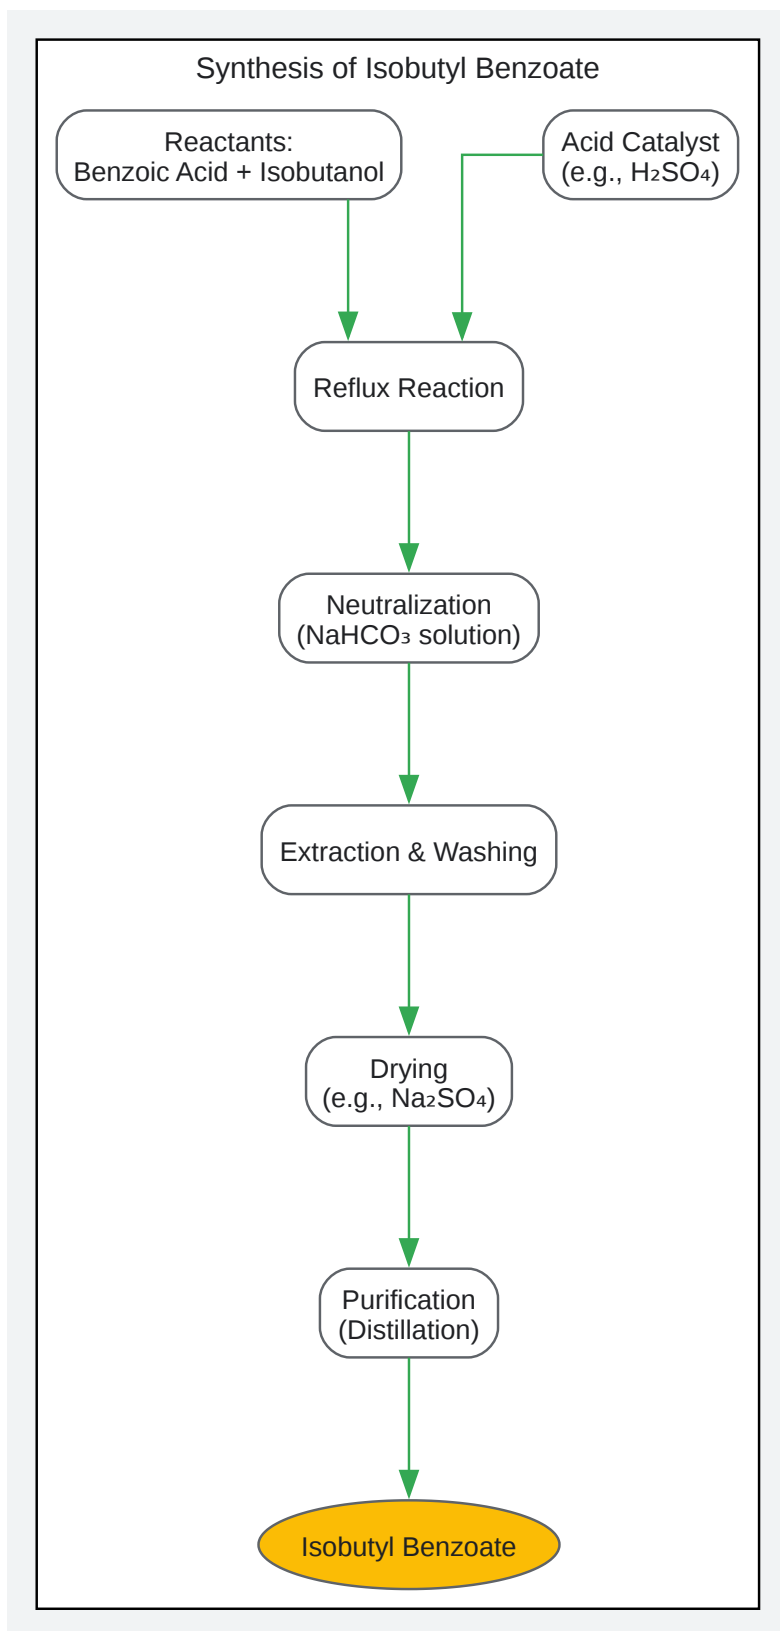 Synthesis of Isobutyl Benzoate
Reactants:
Benzoic Acid + Isobutanol
Acid Catalyst
(e.g., H₂SO₄)
Reflux Reaction
Neutralization
(NaHCO₃ solution)
Extraction & Washing
Drying
(e.g., Na₂SO₄)
Purification
(Distillation)
Isobutyl Benzoate